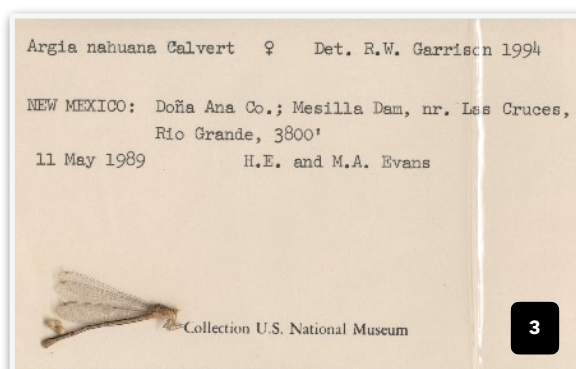 Argia nahuana Calvert ♀ Det. R.W. Garrison 1994
NEW MEXICO: Doña Ana Co.; Mesilla Dam, nr. Las Cruces,
Rio Grande, 3800'
11 May 1989 H.E. and M.A. Evans
Collection U.S. National Museum
3